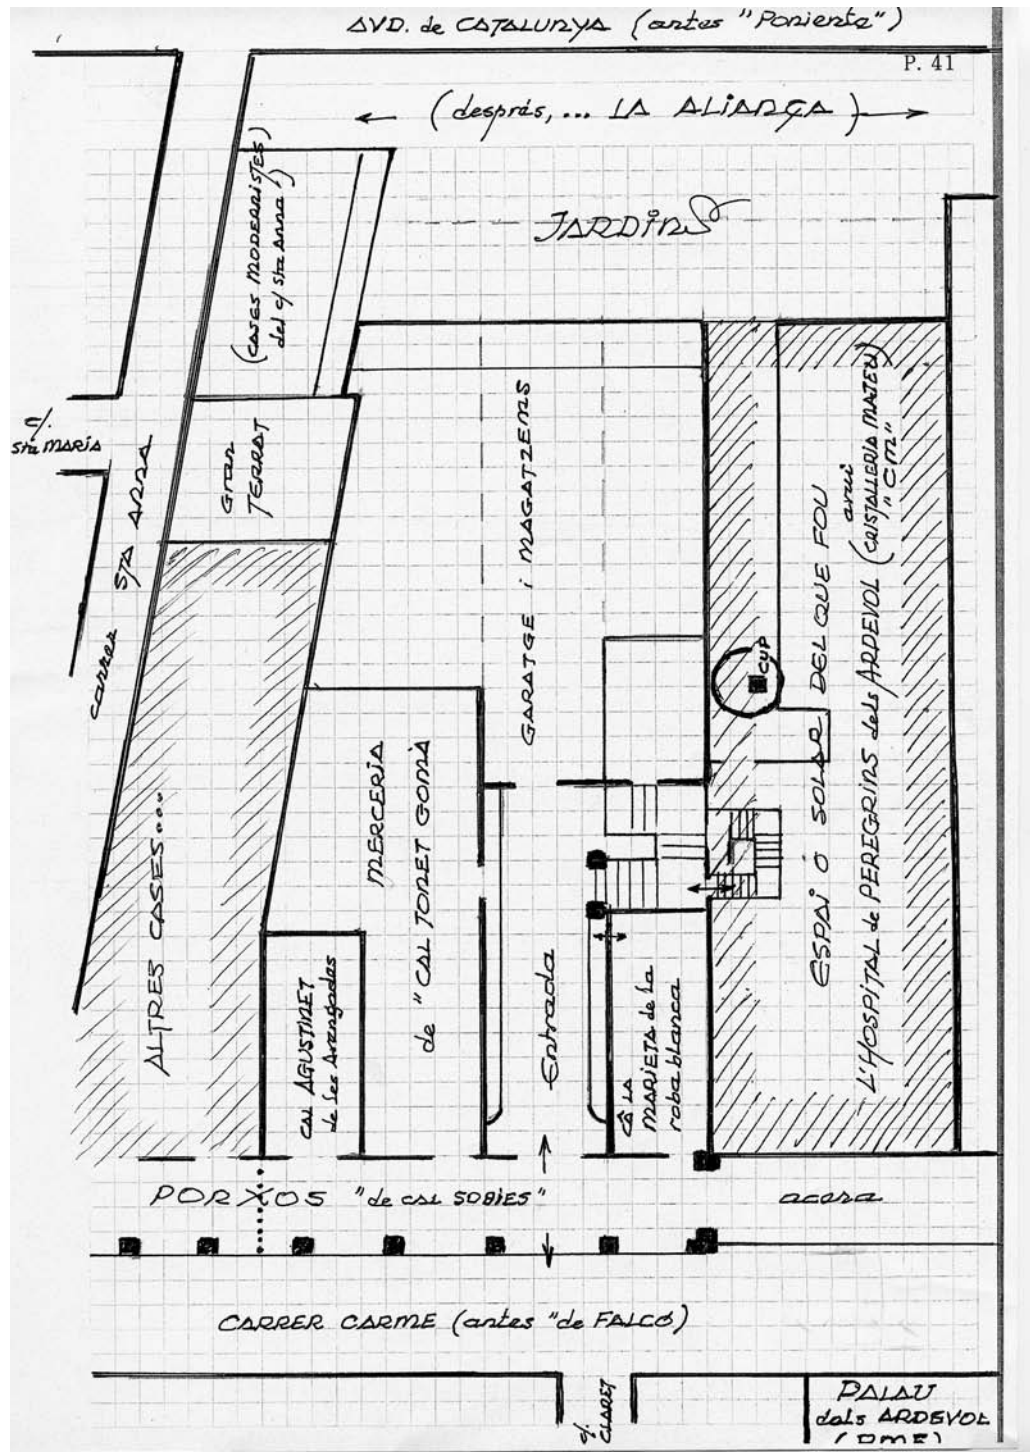 AVD. de CATALUNYA (antes "Poniente")
P. 41
(després,... LA ALIANÇA)
JARDINS
(CASES MODERNISTES)
del c/ sta ANNA)
c/.
sta MARIA
Gran
TERRAT
carrer STA ANNA
GARATGE i MAGATZEMS
CUP
ESPAI O SOLAR DEL QUE FOU
L'HOSPITAL de PEREGRINS dels ARDEVOL
avui
(CRISTALLERIA MATEU)
"CM"
MERCERIA
de "CAL TONET GOMÀ
ALTRES CASES...
CAL AGUSTINET
de les Arengades
Entrada
CÂ LA
MARIETA de la
roba blanca
PORXOS "de CAL SOBIES"
acera
CARRER CARME (antes "de FALCÓ)
c/. CLARET
PALAU
dels ARDEVOL
(DME)